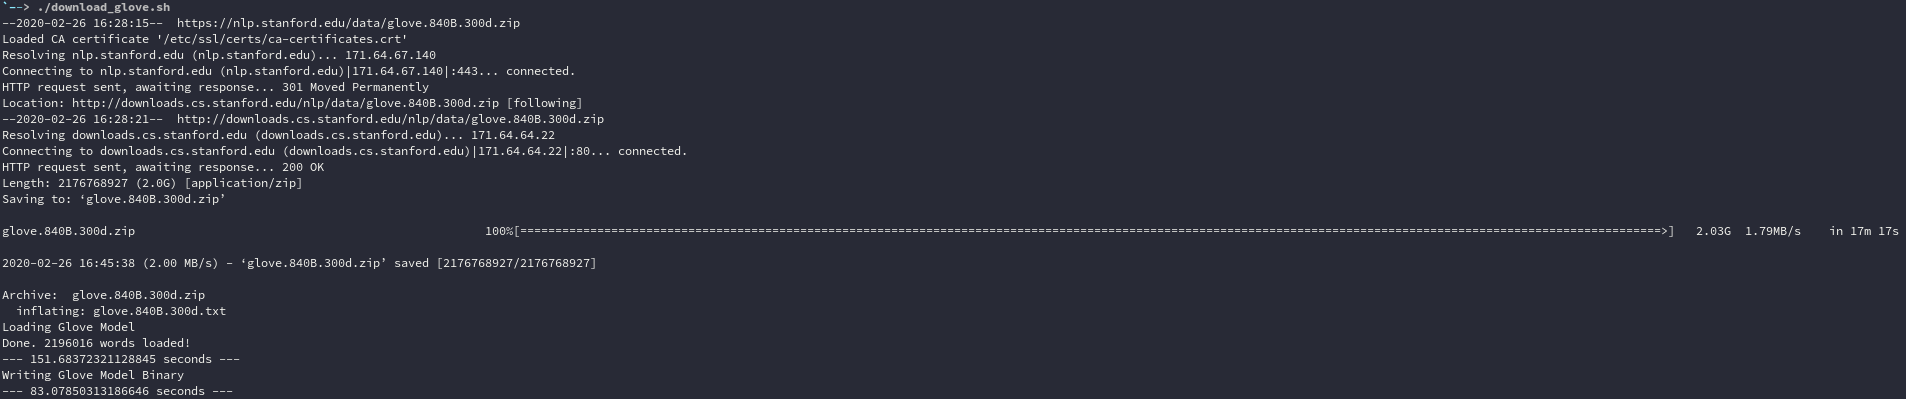 `--> ./download_glove.sh
--2020-02-26 16:28:15--  https://nlp.stanford.edu/data/glove.840B.300d.zip
Loaded CA certificate '/etc/ssl/certs/ca-certificates.crt'
Resolving nlp.stanford.edu (nlp.stanford.edu)... 171.64.67.140
Connecting to nlp.stanford.edu (nlp.stanford.edu)|171.64.67.140|:443... connected.
HTTP request sent, awaiting response... 301 Moved Permanently
Location: http://downloads.cs.stanford.edu/nlp/data/glove.840B.300d.zip [following]
--2020-02-26 16:28:21--  http://downloads.cs.stanford.edu/nlp/data/glove.840B.300d.zip
Resolving downloads.cs.stanford.edu (downloads.cs.stanford.edu)... 171.64.64.22
Connecting to downloads.cs.stanford.edu (downloads.cs.stanford.edu)|171.64.64.22|:80... connected.
HTTP request sent, awaiting response... 200 OK
Length: 2176768927 (2.0G) [application/zip]
Saving to: ‘glove.840B.300d.zip’
glove.840B.300d.zip 100%[===================================================================================================================================================================>] 2.03G 1.79MB/s in 17m 17s
2020-02-26 16:45:38 (2.00 MB/s) - ‘glove.840B.300d.zip’ saved [2176768927/2176768927]
Archive:  glove.840B.300d.zip
  inflating: glove.840B.300d.txt
Loading Glove Model
Done. 2196016 words loaded!
--- 151.68372321128845 seconds ---
Writing Glove Model Binary
--- 83.07850313186646 seconds ---